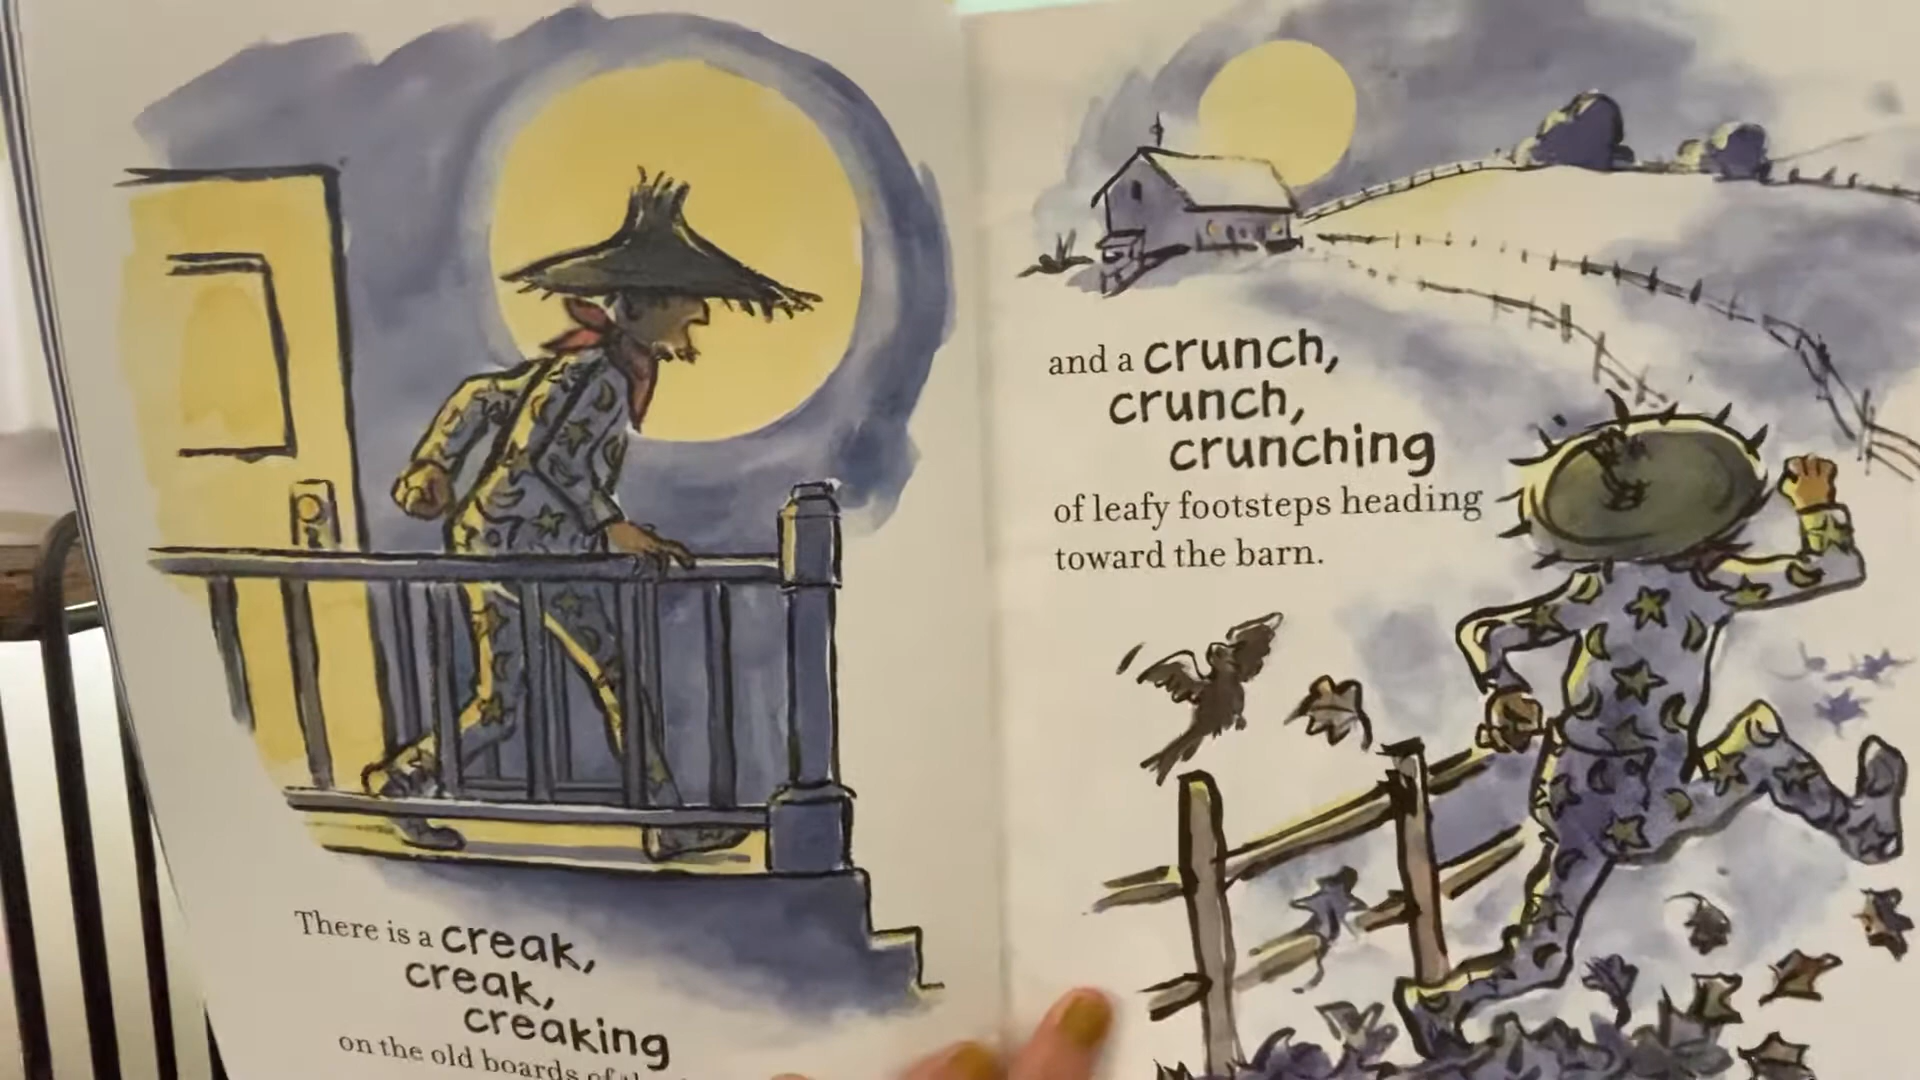 There is a creak,
creak,
creaking
on the old boards of
and a crunch,
crunch,
crunching
of leafy footsteps heading
toward the barn.